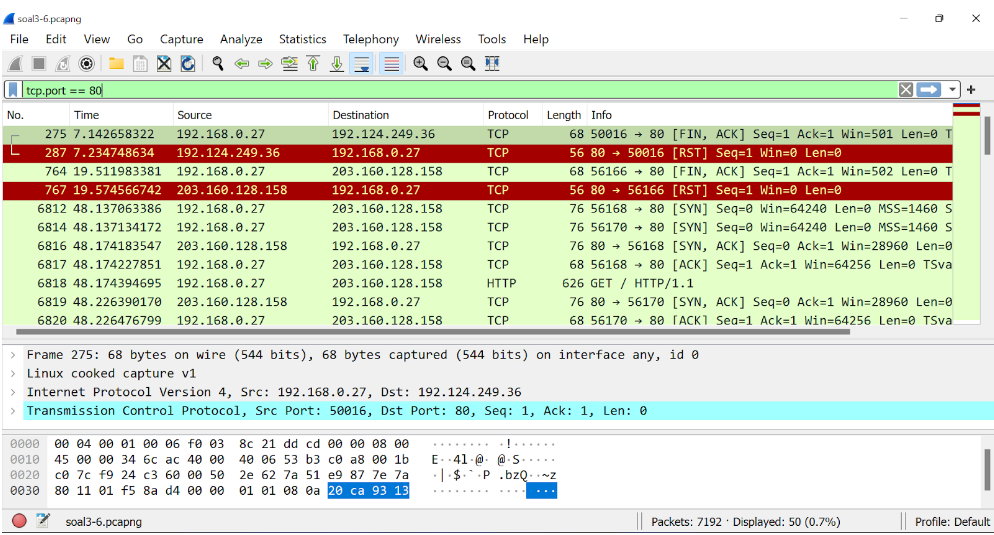 soal3-6.pcapng
File Edit View Go Capture Analyze Statistics Telephony Wireless Tools Help
tcp.port == 80
No. Time Source Destination Protocol Length Info
275 7.142658322 192.168.0.27 192.124.249.36 TCP 68 50016 → 80 [FIN, ACK] Seq=1 Ack=1 Win=501 Len=0 T
287 7.234748634 192.124.249.36 192.168.0.27 TCP 56 80 → 50016 [RST] Seq=1 Win=0 Len=0
764 19.511983381 192.168.0.27 203.160.128.158 TCP 68 56166 → 80 [FIN, ACK] Seq=1 Ack=1 Win=502 Len=0 T
767 19.574566742 203.160.128.158 192.168.0.27 TCP 56 80 → 56166 [RST] Seq=1 Win=0 Len=0
6812 48.137063386 192.168.0.27 203.160.128.158 TCP 76 56168 → 80 [SYN] Seq=0 Win=64240 Len=0 MSS=1460 S
6814 48.137134172 192.168.0.27 203.160.128.158 TCP 76 56170 → 80 [SYN] Seq=0 Win=64240 Len=0 MSS=1460 S
6816 48.174183547 203.160.128.158 192.168.0.27 TCP 76 80 → 56168 [SYN, ACK] Seq=0 Ack=1 Win=28960 Len=0
6817 48.174227851 192.168.0.27 203.160.128.158 TCP 68 56168 → 80 [ACK] Seq=1 Ack=1 Win=64256 Len=0 TSva
6818 48.174394695 192.168.0.27 203.160.128.158 HTTP 626 GET / HTTP/1.1
6819 48.226390170 203.160.128.158 192.168.0.27 TCP 76 80 → 56170 [SYN, ACK] Seq=0 Ack=1 Win=28960 Len=0
6820 48.226476799 192.168.0.27 203.160.128.158 TCP 68 56170 → 80 [ACK] Seq=1 Ack=1 Win=64256 Len=0 TSva
Frame 275: 68 bytes on wire (544 bits), 68 bytes captured (544 bits) on interface any, id 0
Linux cooked capture v1
Internet Protocol Version 4, Src: 192.168.0.27, Dst: 192.124.249.36
Transmission Control Protocol, Src Port: 50016, Dst Port: 80, Seq: 1, Ack: 1, Len: 0
0000 00 04 00 01 00 06 f0 03 8c 21 dd cd 00 00 08 00 ········ ·!······
0010 45 00 00 34 6c ac 40 00 40 06 53 b3 c0 a8 00 1b E··4l·@· @·S·····
0020 c0 7c f9 24 c3 60 00 50 2e 62 7a 51 e9 87 7e 7a ·|·$·`·P .bzQ··~z
0030 80 11 01 f5 8a d4 00 00 01 01 08 0a 20 ca 93 13 ········ ···· ···
soal3-6.pcapng Packets: 7192 · Displayed: 50 (0.7%) Profile: Default